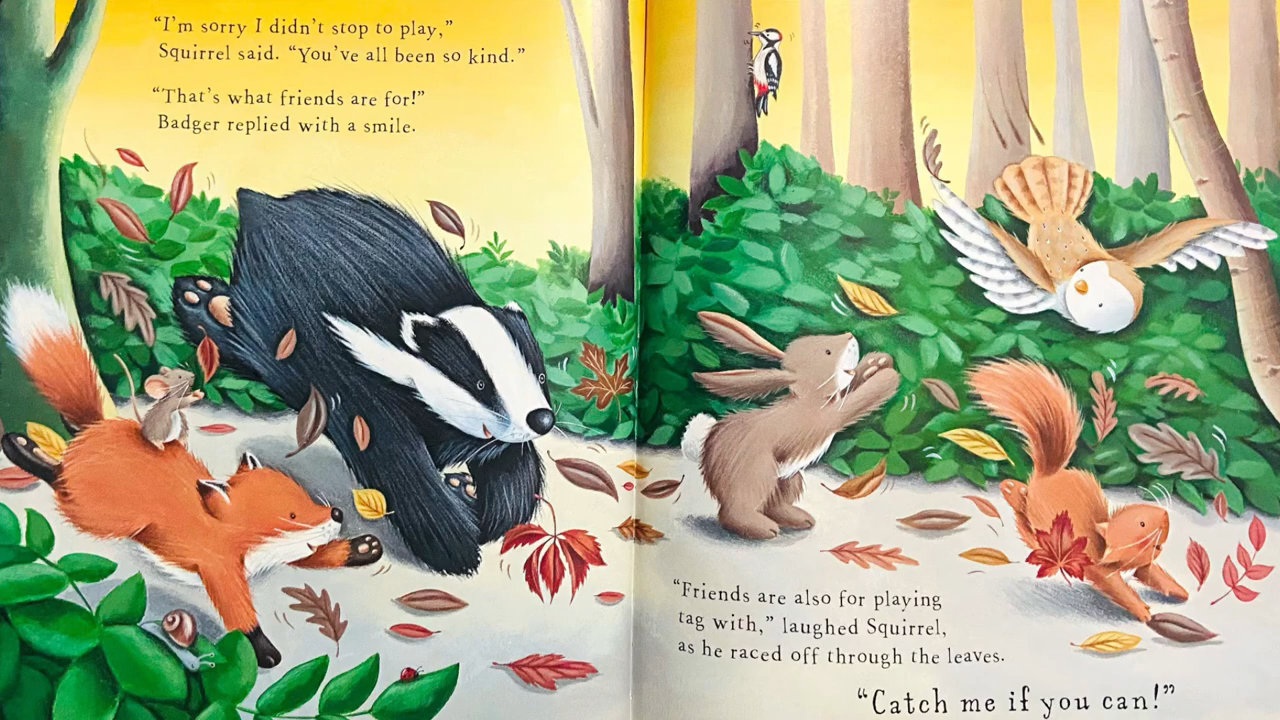 “I’m sorry I didn’t stop to play,”
Squirrel said. “You’ve all been so kind.”
“That’s what friends are for!”
Badger replied with a smile.
“Friends are also for playing
tag with,” laughed Squirrel,
as he raced off through the leaves.
“Catch me if you can!”